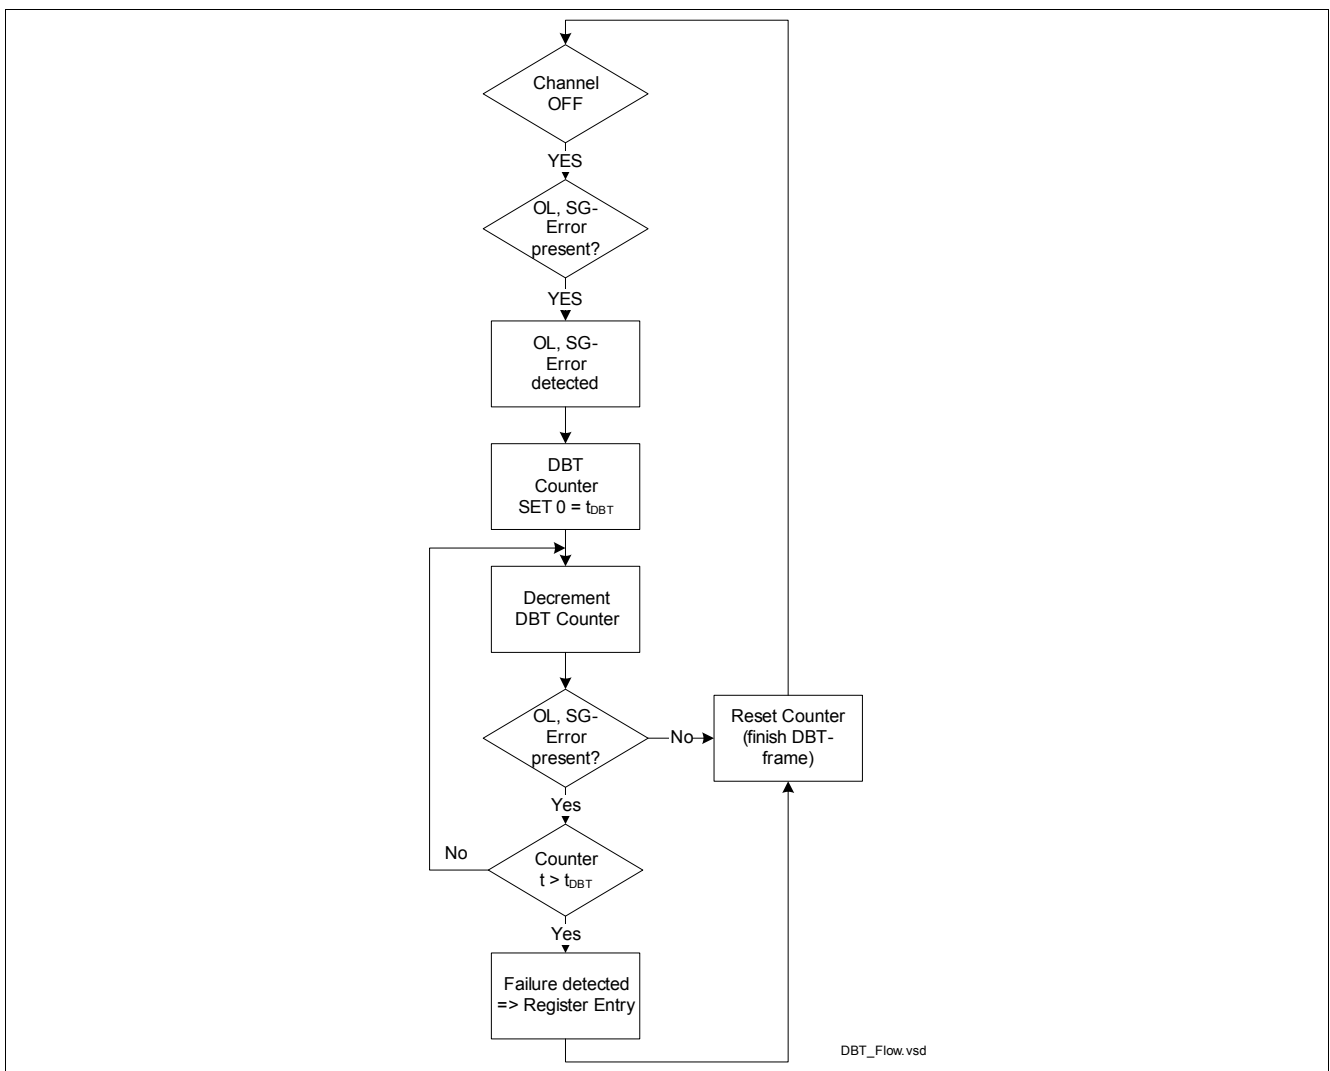 Channel
OFF
YES
OL, SG-
Error
present?
YES
OL, SG-
Error
detected
DBT
Counter
SET 0 = tDBT
Decrement
DBT Counter
OL, SG-
Error
present?
No
Reset Counter
(finish DBT-
frame)
Yes
No
Counter
t > tDBT
Yes
Failure detected
=> Register Entry
DBT_Flow.vsd